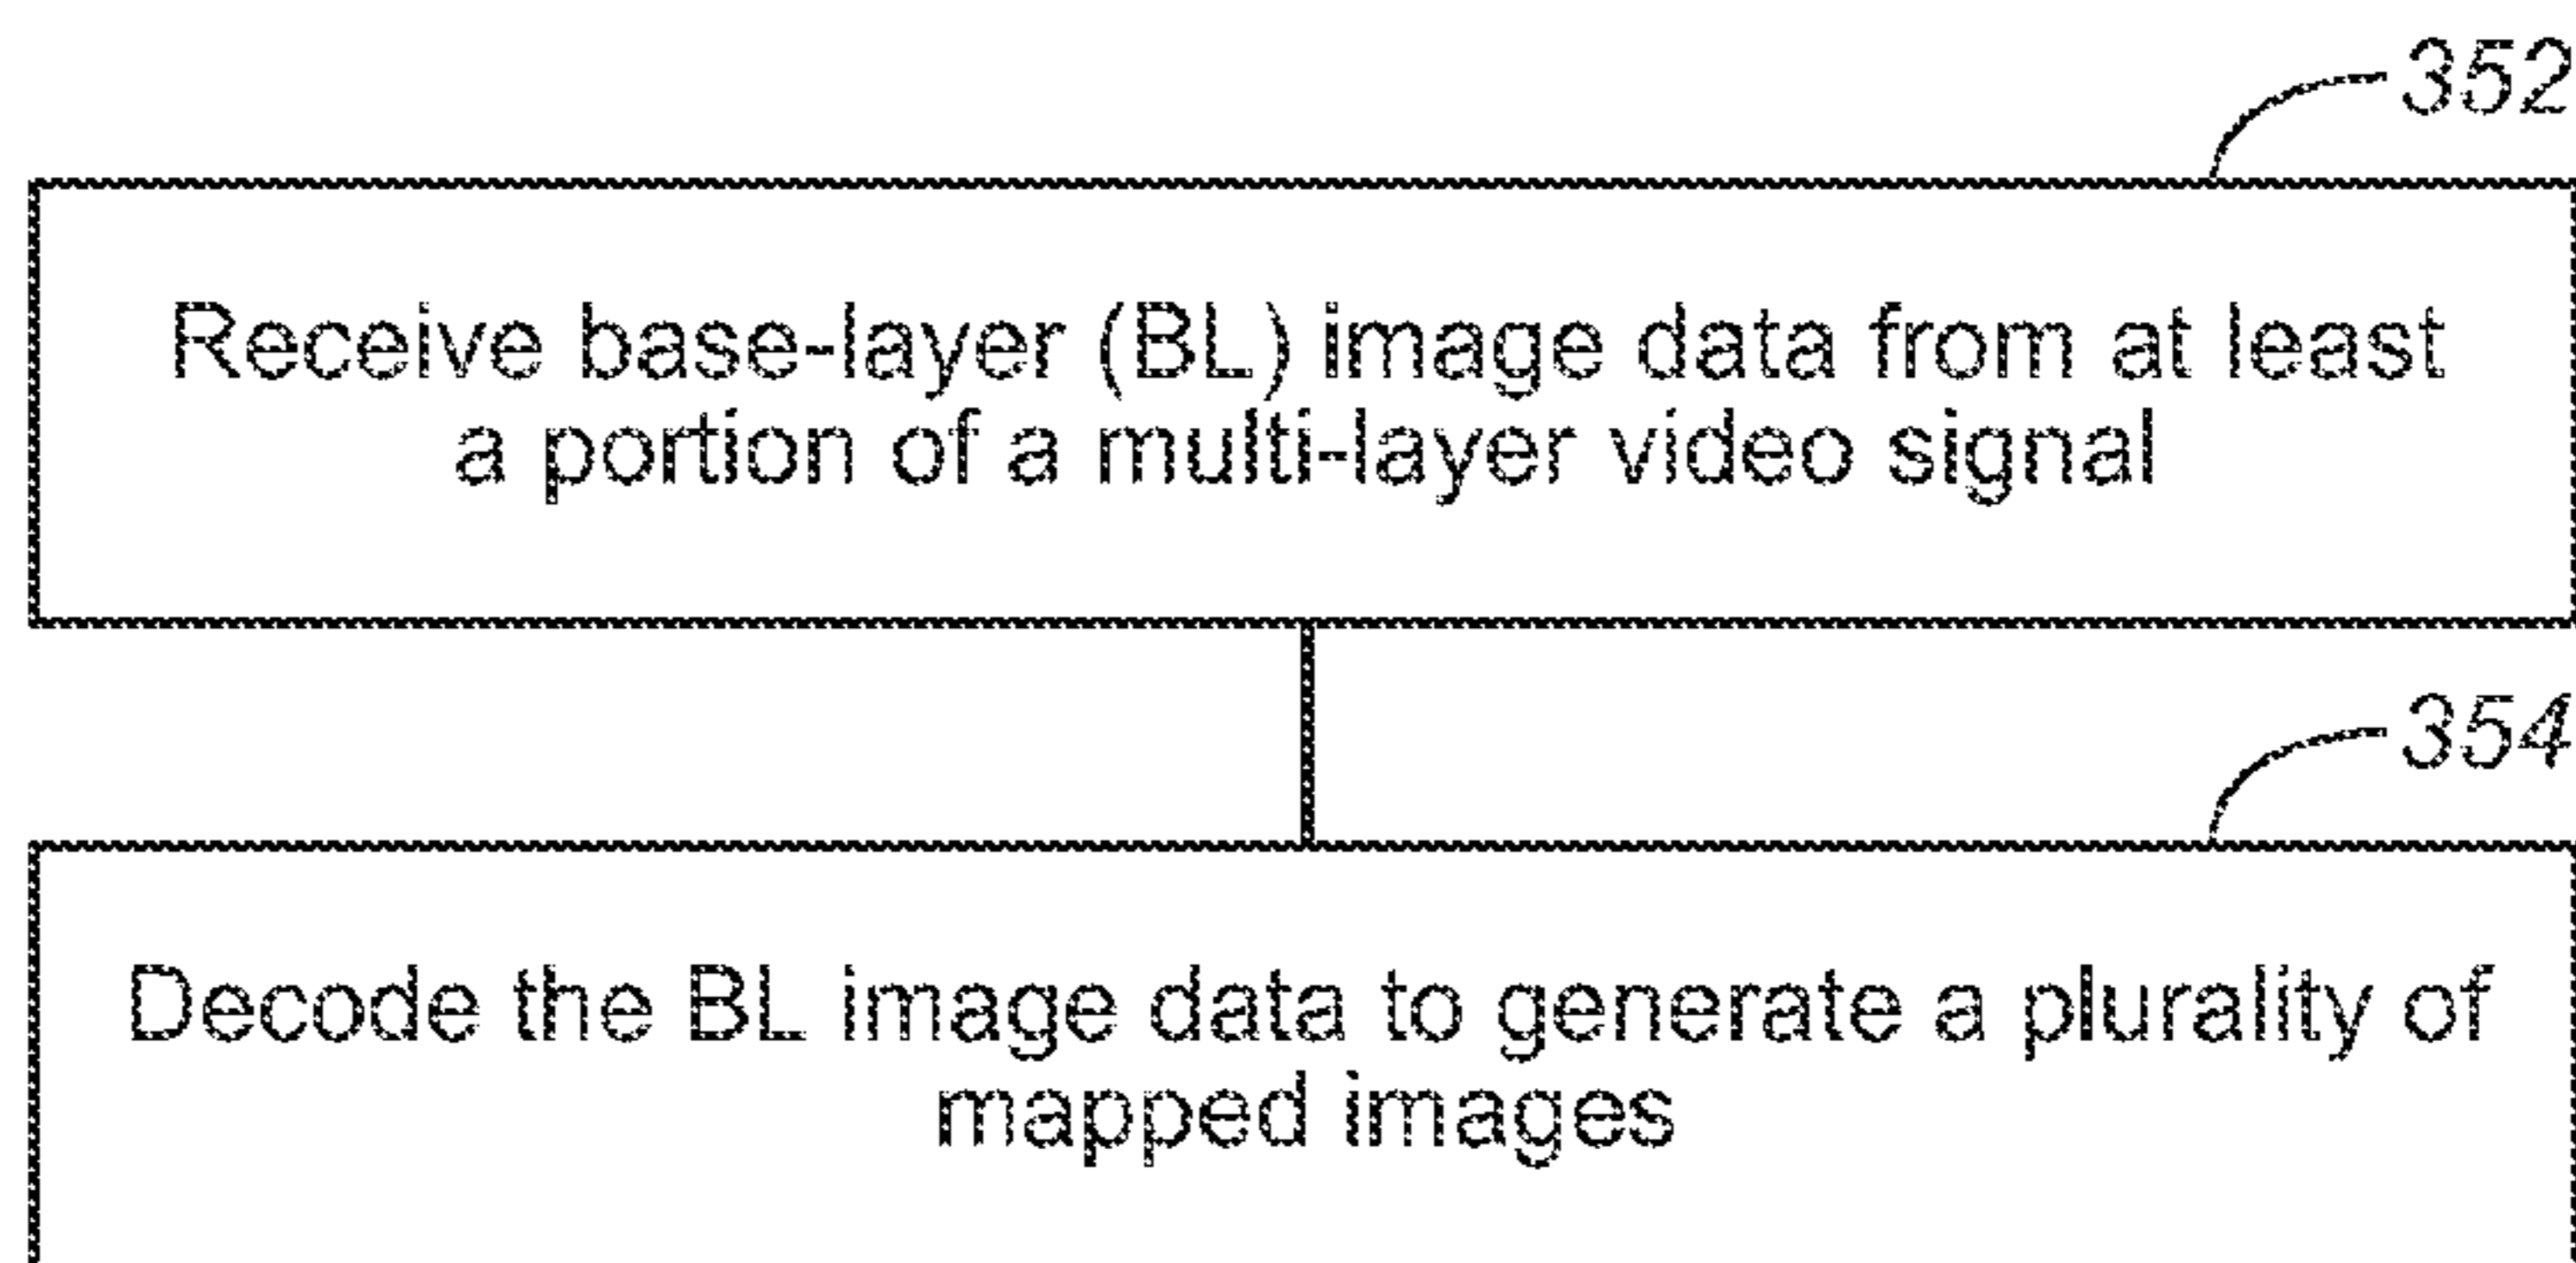 352
Receive base-layer (BL) image data from at least
a portion of a multi-layer video signal
354
Decode the BL image data to generate a plurality of
mapped images